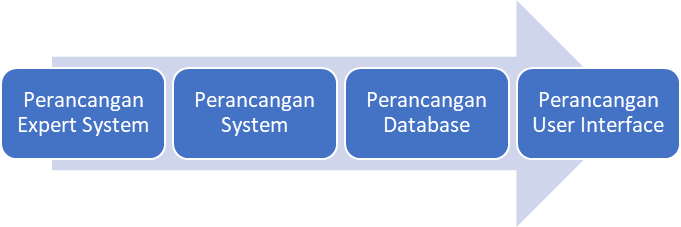 Perancangan
Expert System
Perancangan
System
Perancangan
Database
Perancangan
User Interface